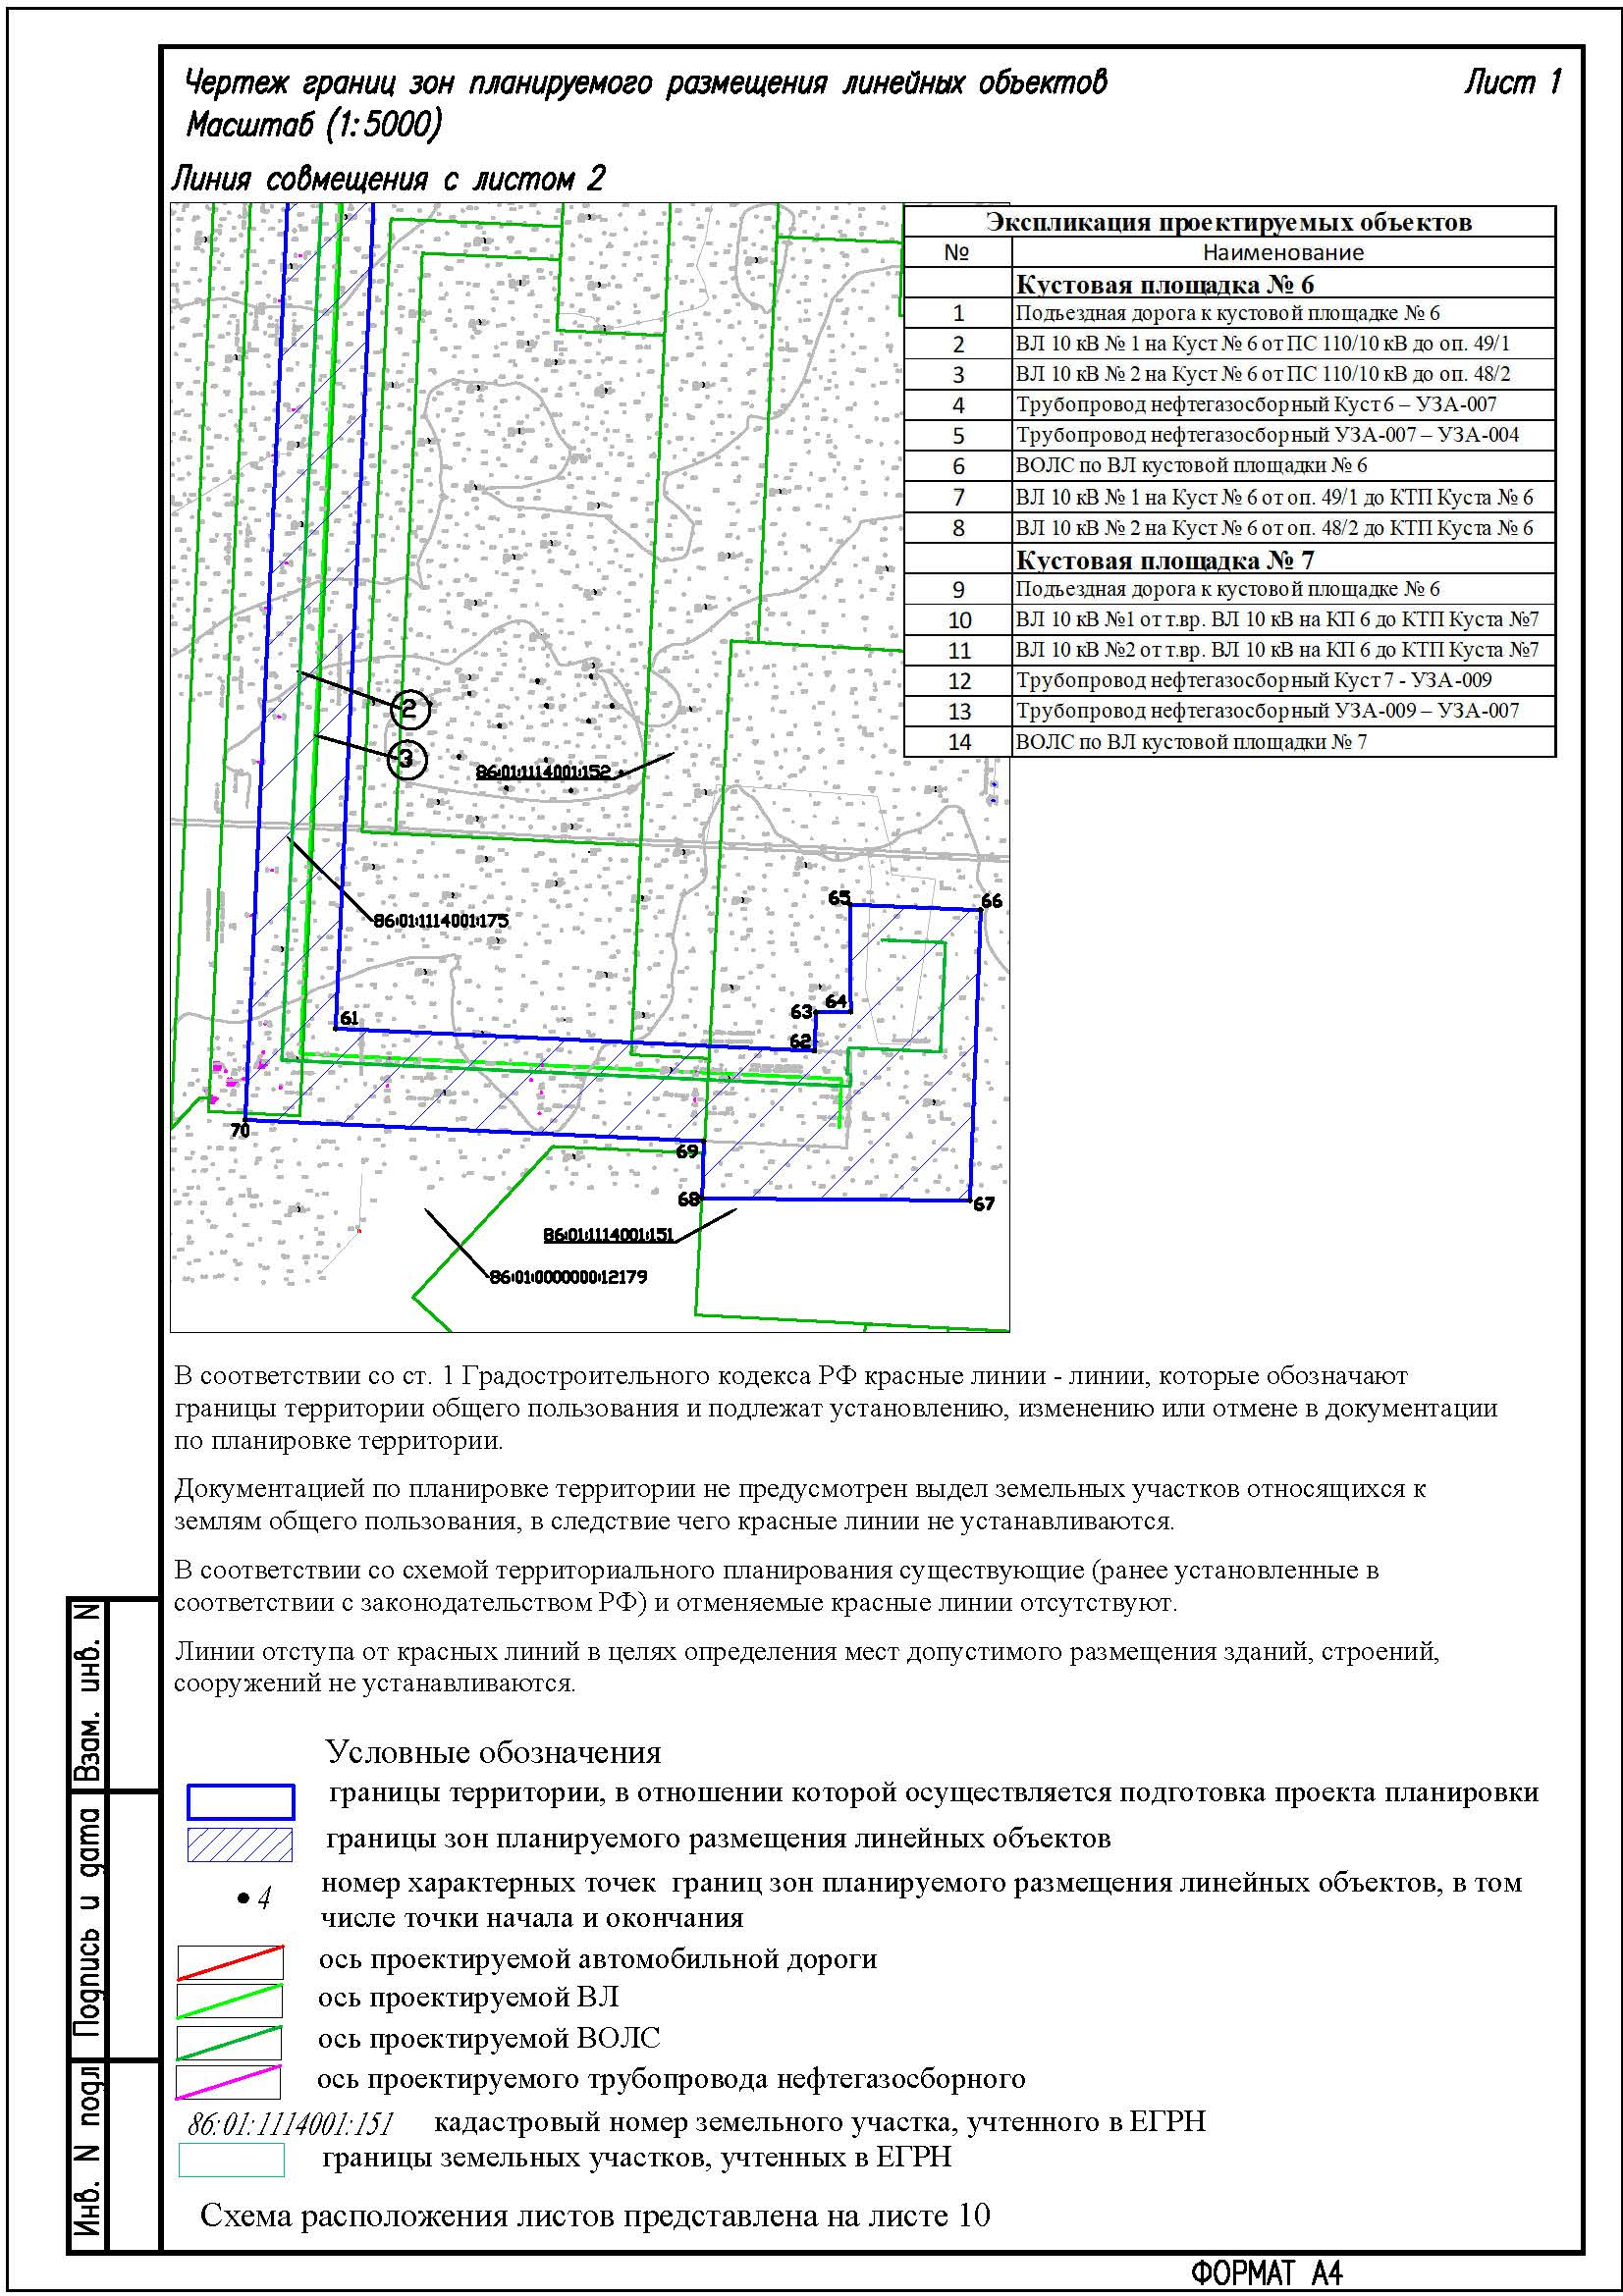 Чертеж границ зон планируемого размещения линейных объектов
Лист 1
Масштаб (1:5000)
Линия совмещения с листом 2
Экспликация проектируемых объектов
№ Наименование
Кустовая площадка № 6
1 Подьездная дорога к кустовой площадке № 6
2 ВЛ 10 кВ № 1 на Куст № 6 от ПС 110/10 кВ до оп. 49/1
3 ВЛ 10 кВ № 2 на Куст № 6 от ПС 110/10 кВ до оп. 48/2
4 Трубопровод нефтегазосборный Куст 6 – УЗА-007
5 Трубопровод нефтегазосборный УЗА-007 – УЗА-004
6 ВОЛС по ВЛ кустовой площадки № 6
7 ВЛ 10 кВ № 1 на Куст № 6 от оп. 49/1 до КТП Куста № 6
8 ВЛ 10 кВ № 2 на Куст № 6 от оп. 48/2 до КТП Куста № 6
Кустовая площадка № 7
9 Подьездная дорога к кустовой площадке № 6
10 ВЛ 10 кВ №1 от т.вр. ВЛ 10 кВ на КП 6 до КТП Куста №7
11 ВЛ 10 кВ №2 от т.вр. ВЛ 10 кВ на КП 6 до КТП Куста №7
12 Трубопровод нефтегазосборный Куст 7 - УЗА-009
13 Трубопровод нефтегазосборный УЗА-009 – УЗА-007
14 ВОЛС по ВЛ кустовой площадки № 7
2
3
86:01:1114001:152
86:01:1114001:175
65
66
64
63
61
62
70
69
68
67
86:01:1114001:151
86:01:0000000:12179
В соответствии со ст. 1 Градостроительного кодекса РФ красные линии - линии, которые обозначают
границы территории общего пользования и подлежат установлению, изменению или отмене в документации
по планировке территории.
Документацией по планировке территории не предусмотрен выдел земельных участков относящихся к
землям общего пользования, в следствие чего красные линии не устанавливаются.
В соответствии со схемой территориального планирования существующие (ранее установленные в
соответствии с законодательством РФ) и отменяемые красные линии отсутствуют.
Линии отступа от красных линий в целях определения мест допустимого размещения зданий, строений,
сооружений не устанавливаются.
Условные обозначения
границы территории, в отношении которой осуществляется подготовка проекта планировки
границы зон планируемого размещения линейных объектов
4 номер характерных точек границ зон планируемого размещения линейных объектов, в том
числе точки начала и окончания
ось проектируемой автомобильной дороги
ось проектируемой ВЛ
ось проектируемой ВОЛС
ось проектируемого трубопровода нефтегазосборного
86:01:1114001:151 кадастровый номер земельного участка, учтенного в ЕГРН
границы земельных участков, учтенных в ЕГРН
Схема расположения листов представлена на листе 10
Взам. инв. N
Подпись и дата
Инв. N подл
ФОРМАТ А4